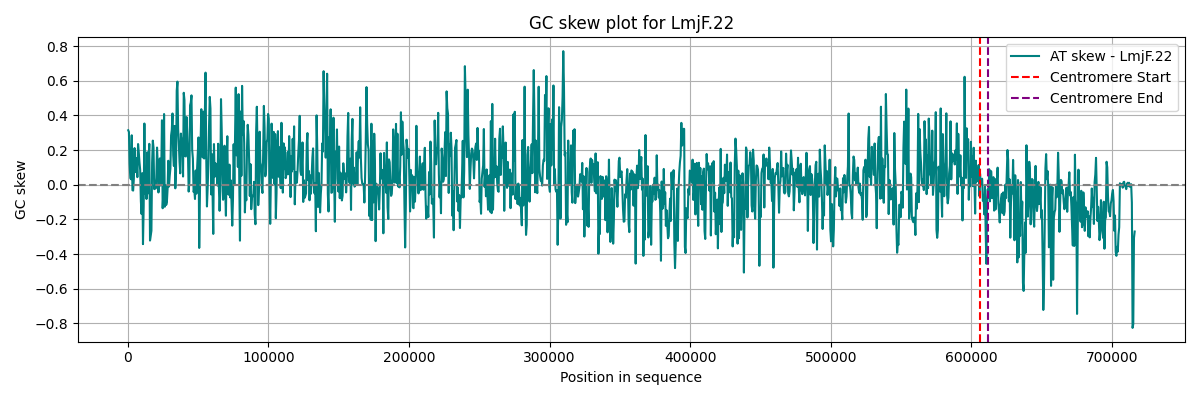 GC skew plot for LmjF.22
GC skew
0.8
0.6
0.4
0.2
0.0
−0.2
−0.4
−0.6
−0.8
AT skew - LmjF.22
Centromere Start
Centromere End
0 100000 200000 300000 400000 500000 600000 700000
Position in sequence